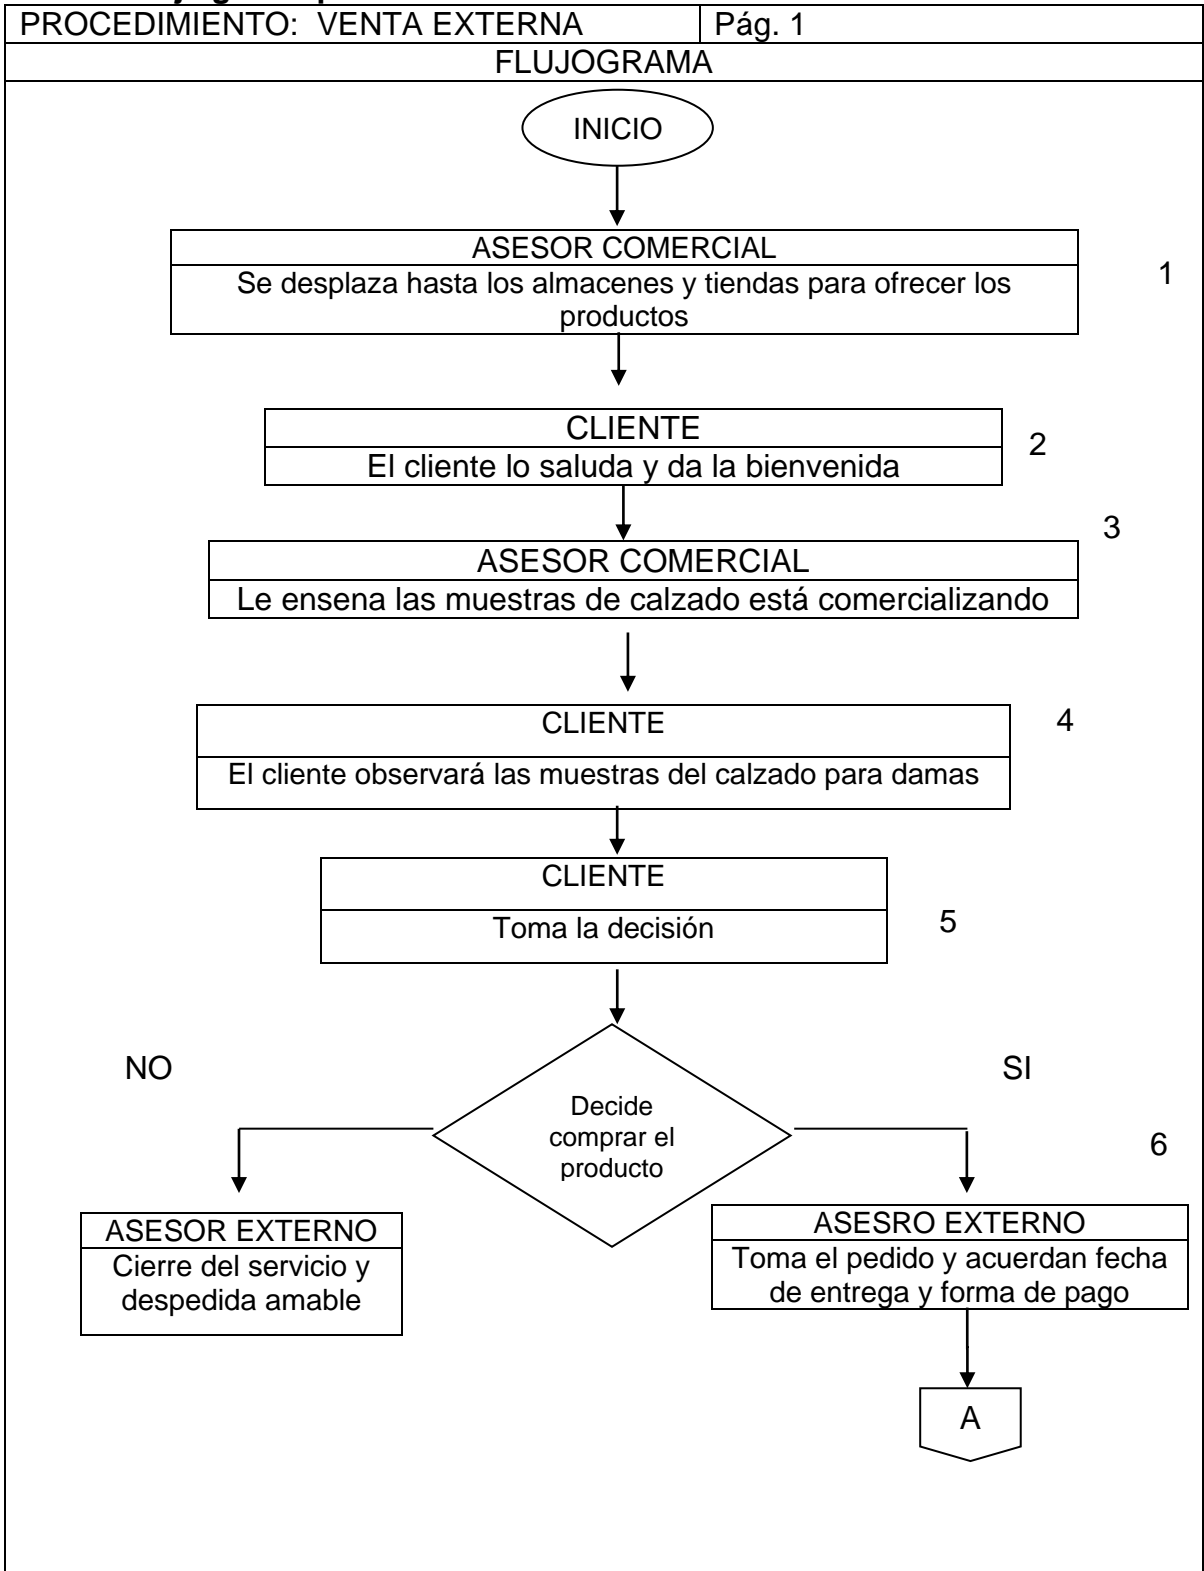 PROCEDIMIENTO: VENTA EXTERNA
Pág. 1
FLUJOGRAMA
INICIO
ASESOR COMERCIAL
1
Se desplaza hasta los almacenes y tiendas para ofrecer los
productos
CLIENTE
2
El cliente lo saluda y da la bienvenida
3
ASESOR COMERCIAL
Le ensena las muestras de calzado está comercializando
CLIENTE
4
El cliente observará las muestras del calzado para damas
CLIENTE
5
Toma la decisión
NO
SI
Decide
comprar el
producto
6
ASESOR EXTERNO
Cierre del servicio y
despedida amable
ASESRO EXTERNO
Toma el pedido y acuerdan fecha
de entrega y forma de pago
A